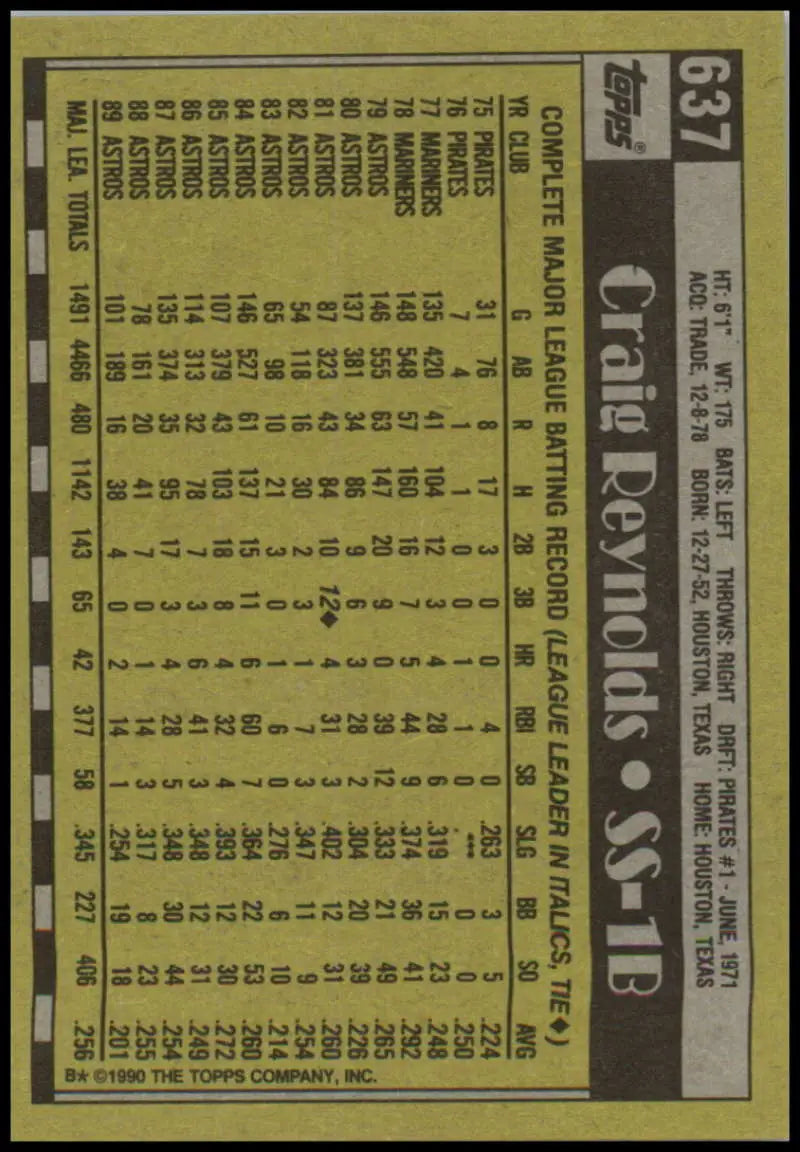 637
HT: 6'1" WT: 175 BATS: LEFT THROWS: RIGHT DRFT: PIRATES #1 - JUNE, 1971
ACQ: TRADE, 12-8-78 BORN: 12-27-52, HOUSTON, TEXAS HOME: HOUSTON, TEXAS
TOPPS®
Craig Reynolds • SS-1B
COMPLETE MAJOR LEAGUE BATTING RECORD (LEAGUE LEADER IN ITALICS, TIE ♦)
YR CLUB G AB R H 2B 3B HR RBI SB SLG BB SO AVG
75 PIRATES 31 76 8 17 3 0 0 4 0 .263 3 5 .224
76 PIRATES 7 4 1 1 0 0 1 1 0 .*** 0 0 .250
77 MARINERS 135 420 41 104 12 3 4 28 6 .319 15 23 .248
78 MARINERS 148 548 57 160 16 7 5 44 9 .374 36 41 .292
79 ASTROS 146 555 63 147 20 9 0 39 12 .333 21 49 .265
80 ASTROS 137 381 34 86 9 6 3 28 2 .304 20 39 .226
81 ASTROS 87 323 43 84 10 12♦ 4 31 3 .402 12 31 .260
82 ASTROS 54 118 16 30 2 3 1 7 3 .347 11 9 .254
83 ASTROS 65 98 10 21 3 0 1 6 0 .276 6 10 .214
84 ASTROS 146 527 61 137 15 11 6 60 7 .364 22 53 .260
85 ASTROS 107 379 43 103 18 8 4 32 4 .393 12 30 .272
86 ASTROS 114 313 32 78 7 3 6 41 3 .348 12 31 .249
87 ASTROS 135 374 35 95 17 3 4 28 5 .348 30 44 .254
88 ASTROS 78 161 20 41 7 0 1 14 3 .317 8 23 .255
89 ASTROS 101 189 16 38 4 0 2 14 1 .254 19 18 .201
MAJ. LEA. TOTALS 1491 4466 480 1142 143 65 42 377 58 .345 227 406 .256
B* ©1990 THE TOPPS COMPANY, INC.